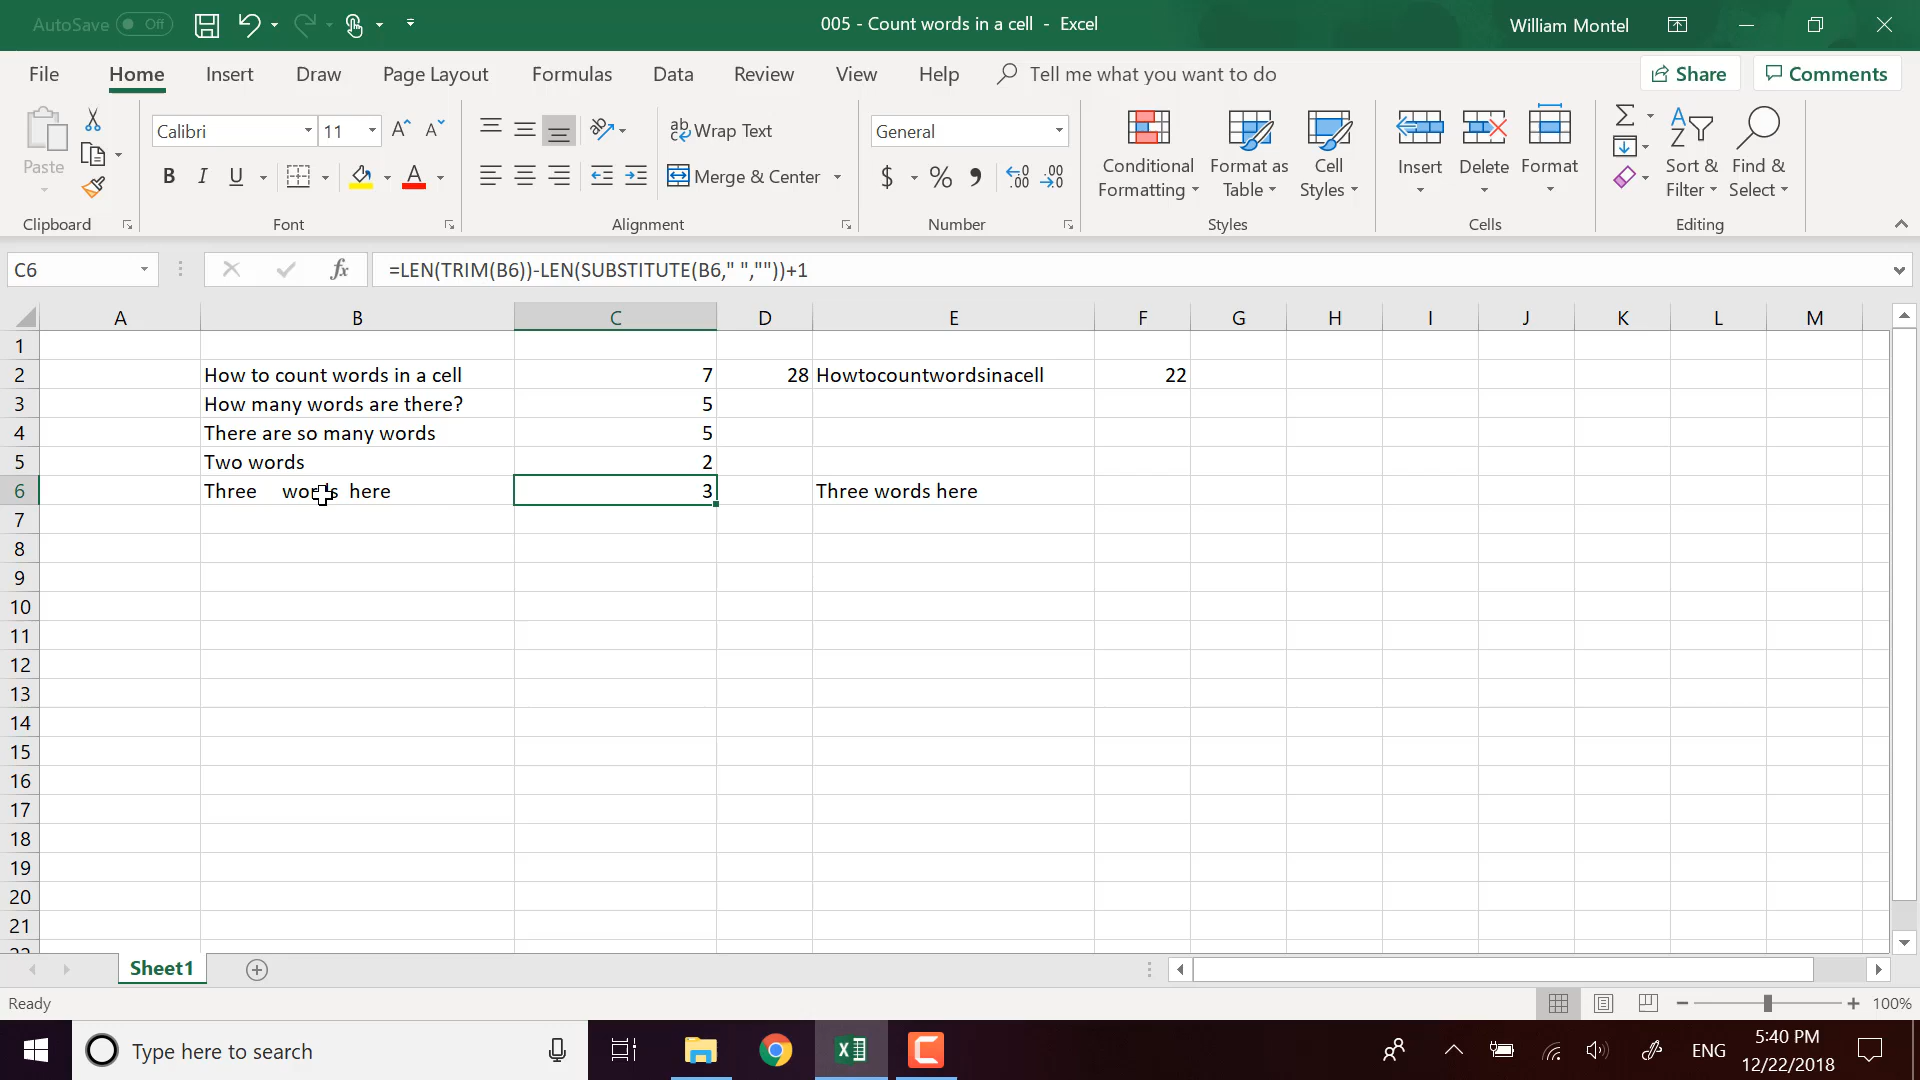 AutoSave Off
005 - Count words in a cell - Excel
William Montel
File Home Insert Draw Page Layout Formulas Data Review View Help Tell me what you want to do Share Comments
Paste
Clipboard
Calibri 11
B I U A
Font
ab Wrap Text
Merge & Center
Alignment
General
$ % ,
Number
Conditional Formatting
Format as Table
Cell Styles
Styles
Insert Delete Format
Cells
Sort & Filter
Find & Select
Editing
C6 fx =LEN(TRIM(B6))-LEN(SUBSTITUTE(B6," ",""))+1
A B C D E F G H I J K L M
1
2 How to count words in a cell 7 28 Howtocountwordsinacell 22
3 How many words are there? 5
4 There are so many words 5
5 Two words 2
6 Three words here 3 Three words here
7
8
9
10
11
12
13
14
15
16
17
18
19
20
21
22
Sheet1
Ready 100%
Type here to search
ENG
5:40 PM
12/22/2018